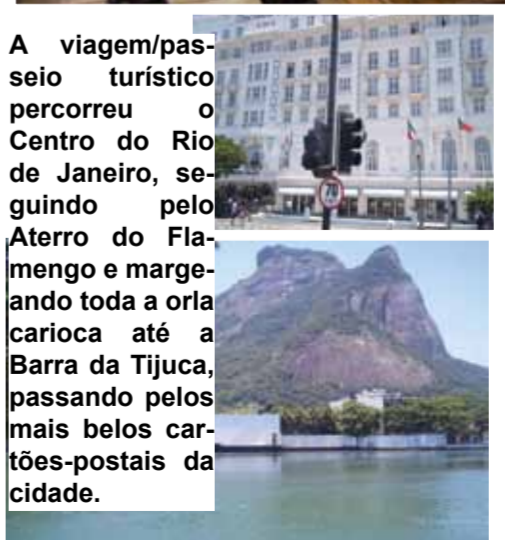 A viagem/pas-
seio turístico
percorreu o
Centro do Rio
de Janeiro, se-
guindo pelo
Aterro do Fla-
mengo e marge-
ando toda a orla
carioca até a
Barra da Tijuca,
passando pelos
mais belos car-
tões-postais da
cidade.
70